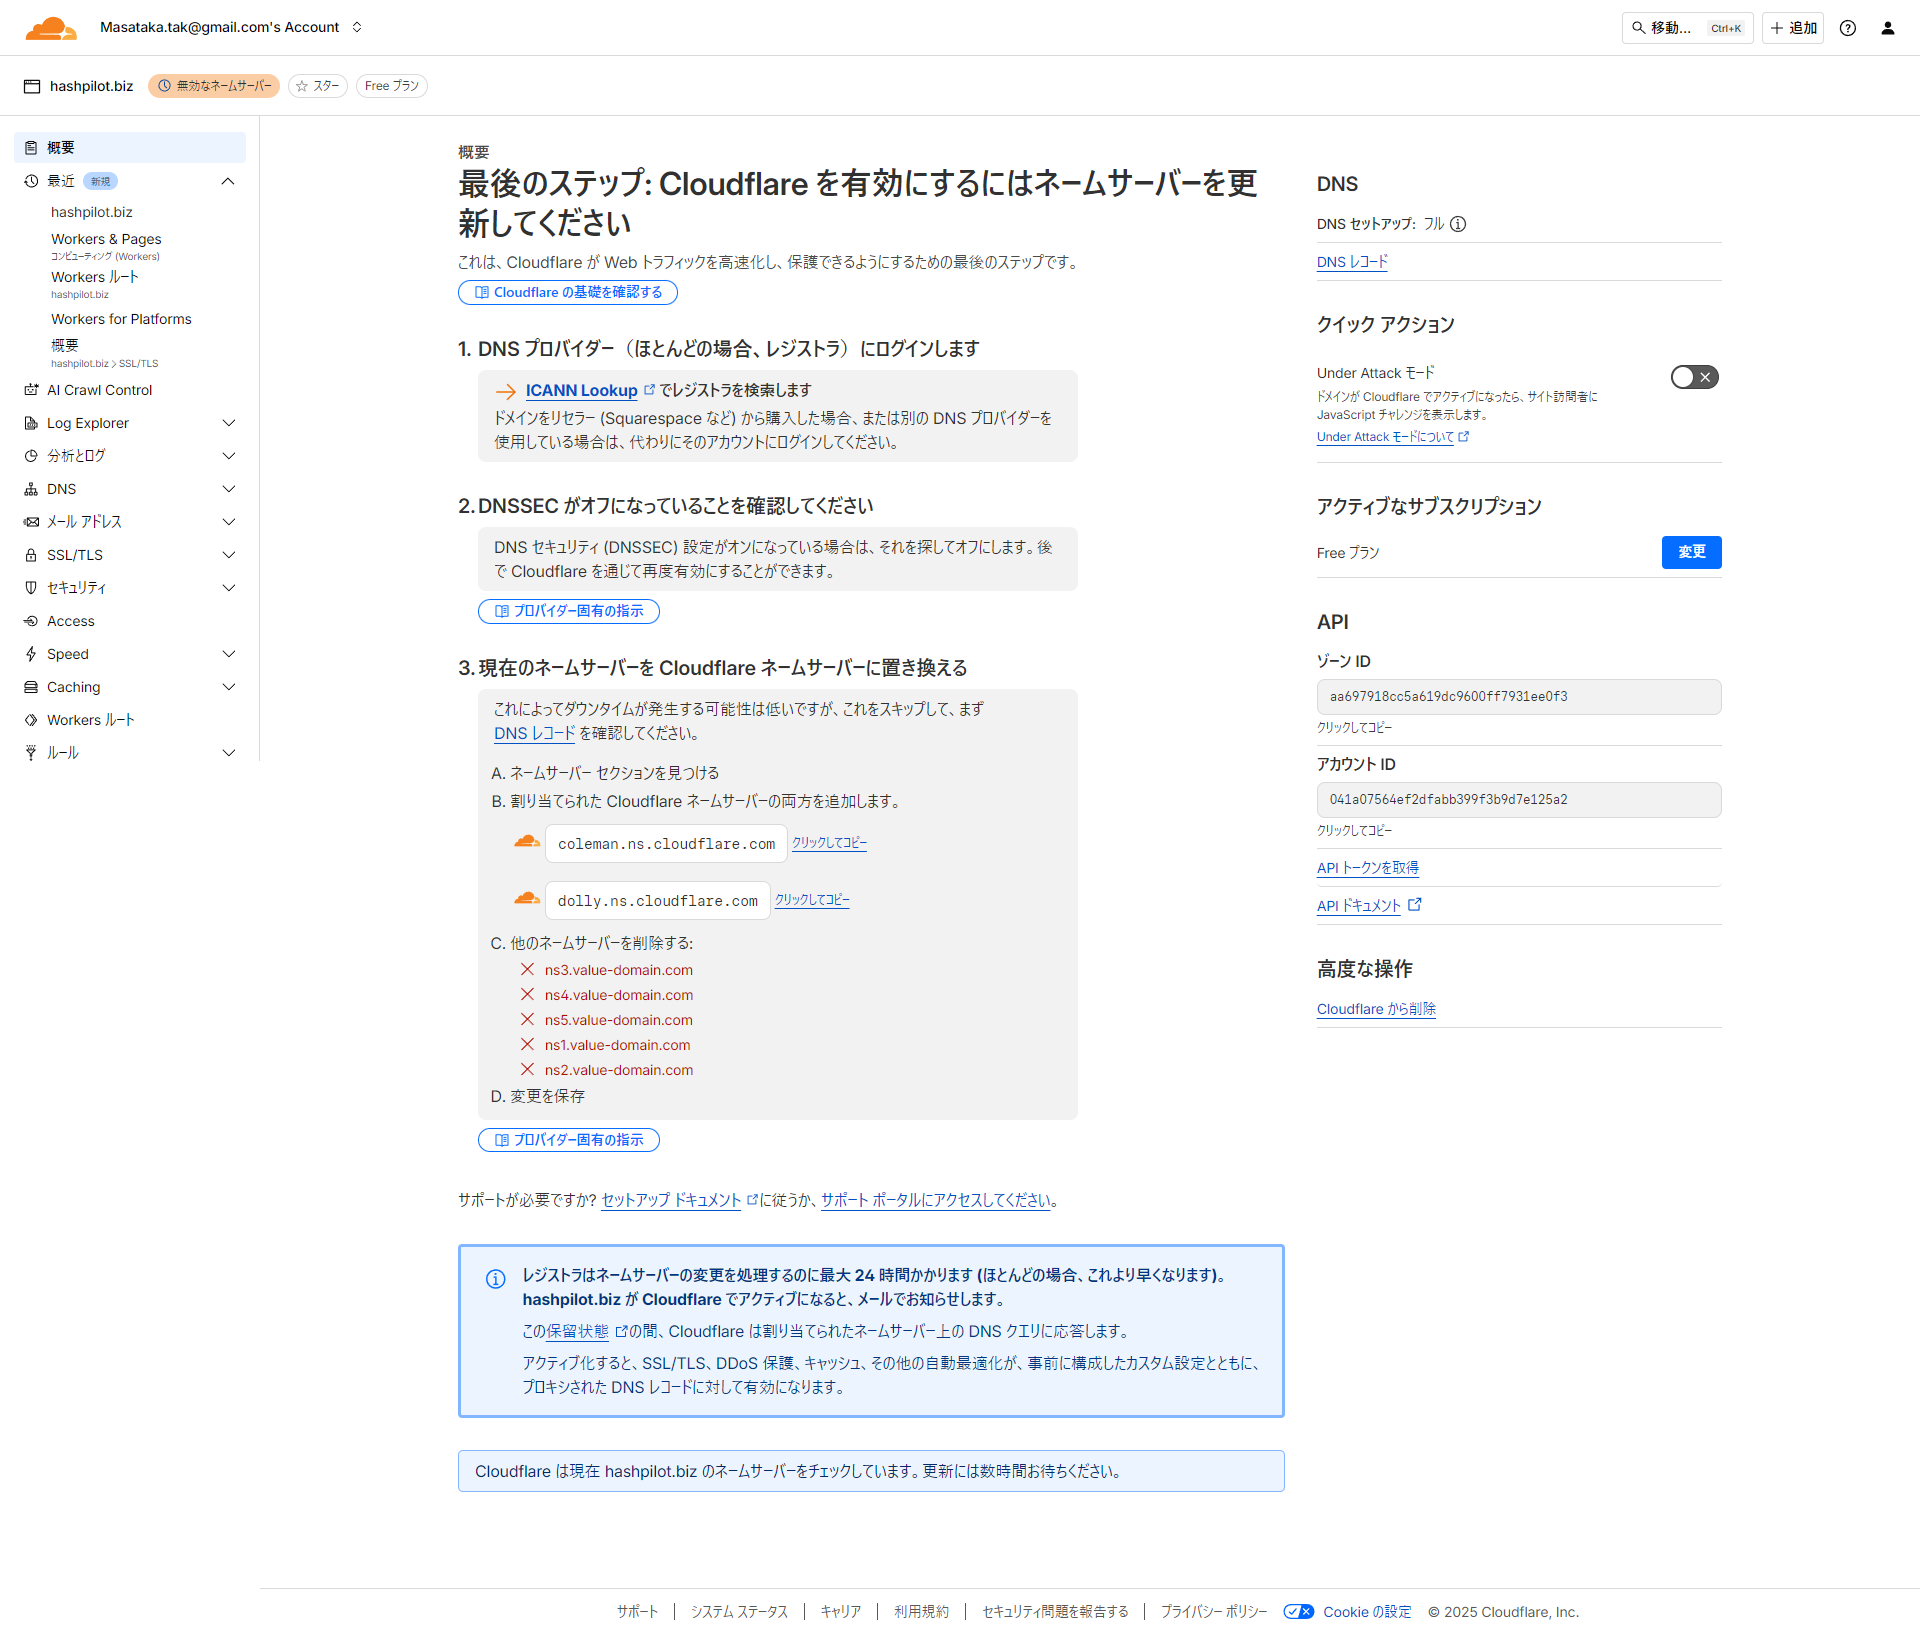 Masataka.tak@gmail.com's Account
移動... Ctrl+K
追加
hashpilot.biz
無効なネームサーバー
スター
Free プラン
概要
最近 新規
hashpilot.biz
Workers & Pages
コンピューティング (Workers)
Workers ルート
hashpilot.biz
Workers for Platforms
概要
hashpilot.biz > SSL/TLS
AI Crawl Control
Log Explorer
分析とログ
DNS
メール アドレス
SSL/TLS
セキュリティ
Access
Speed
Caching
Workers ルート
ルール
概要
最後のステップ: Cloudflare を有効にするにはネームサーバーを更
新してください
これは、Cloudflare が Web トラフィックを高速化し、保護できるようにするための最後のステップです。
Cloudflare の基礎を確認する
1. DNS プロバイダー（ほとんどの場合、レジストラ）にログインします
ICANN Lookup でレジストラを検索します
ドメインをリセラー (Squarespace など) から購入した場合、または別の DNS プロバイダーを
使用している場合は、代わりにそのアカウントにログインしてください。
2. DNSSEC がオフになっていることを確認してください
DNS セキュリティ (DNSSEC) 設定がオンになっている場合は、それを探してオフにします。後
で Cloudflare を通じて再度有効にすることができます。
プロバイダー固有の指示
3. 現在のネームサーバーを Cloudflare ネームサーバーに置き換える
これによってダウンタイムが発生する可能性は低いですが、これをスキップして、まず
DNS レコード を確認してください。
A. ネームサーバー セクションを見つける
B. 割り当てられた Cloudflare ネームサーバーの両方を追加します。
coleman.ns.cloudflare.com クリックしてコピー
dolly.ns.cloudflare.com クリックしてコピー
C. 他のネームサーバーを削除する:
ns3.value-domain.com
ns4.value-domain.com
ns5.value-domain.com
ns1.value-domain.com
ns2.value-domain.com
D. 変更を保存
プロバイダー固有の指示
サポートが必要ですか? セットアップ ドキュメント に従うか、サポート ポータルにアクセスしてください。
レジストラはネームサーバーの変更を処理するのに最大 24 時間かかります (ほとんどの場合、これより早くなります)。
hashpilot.biz が Cloudflare でアクティブになると、メールでお知らせします。
この保留状態 の間、Cloudflare は割り当てられたネームサーバー上の DNS クエリに応答します。
アクティブ化すると、SSL/TLS、DDoS 保護、キャッシュ、その他の自動最適化が、事前に構成したカスタム設定とともに、
プロキシされた DNS レコードに対して有効になります。
Cloudflare は現在 hashpilot.biz のネームサーバーをチェックしています。更新には数時間お待ちください。
DNS
DNS セットアップ: フル
DNS レコード
クイック アクション
Under Attack モード
ドメインが Cloudflare でアクティブになったら、サイト訪問者に
JavaScript チャレンジを表示します。
Under Attack モードについて
アクティブなサブスクリプション
Free プラン
変更
API
ゾーン ID
aa697918cc5a619dc9600ff7931ee0f3
クリックしてコピー
アカウント ID
041a07564ef2dfabb399f3b9d7e125a2
クリックしてコピー
API トークンを取得
API ドキュメント
高度な操作
Cloudflare から削除
サポート
システム ステータス
キャリア
利用規約
セキュリティ問題を報告する
プライバシー ポリシー
Cookie の設定
© 2025 Cloudflare, Inc.